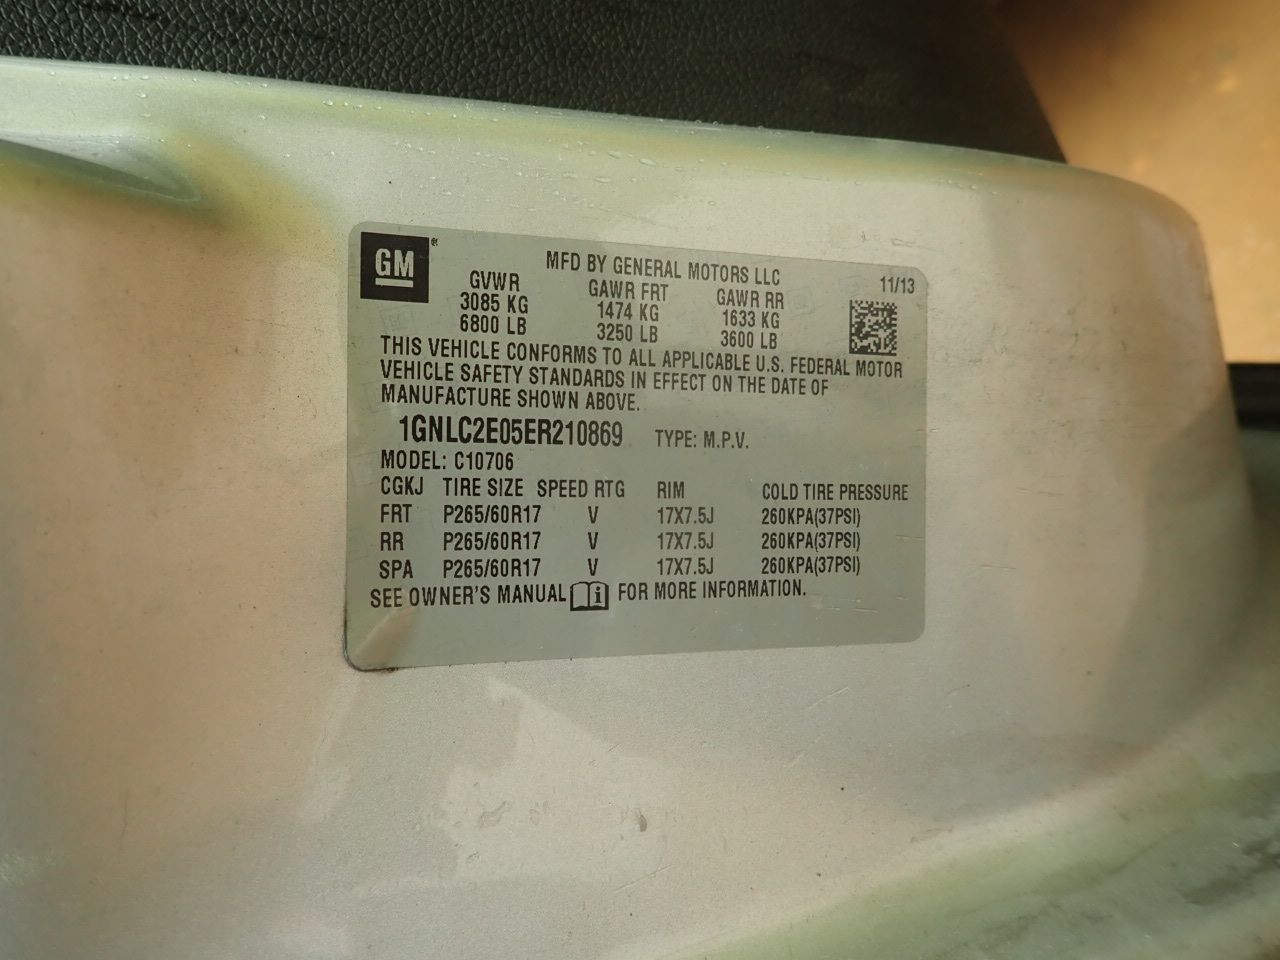 GM®
MFD BY GENERAL MOTORS LLC 11/13
GVWR GAWR FRT GAWR RR
3085 KG 1474 KG 1633 KG
6800 LB 3250 LB 3600 LB
THIS VEHICLE CONFORMS TO ALL APPLICABLE U.S. FEDERAL MOTOR
VEHICLE SAFETY STANDARDS IN EFFECT ON THE DATE OF
MANUFACTURE SHOWN ABOVE.
1GNLC2E05ER210869 TYPE: M.P.V.
MODEL: C10706
CGKJ TIRE SIZE SPEED RTG RIM COLD TIRE PRESSURE
FRT P265/60R17 V 17X7.5J 260KPA(37PSI)
RR P265/60R17 V 17X7.5J 260KPA(37PSI)
SPA P265/60R17 V 17X7.5J 260KPA(37PSI)
SEE OWNER'S MANUAL i FOR MORE INFORMATION.